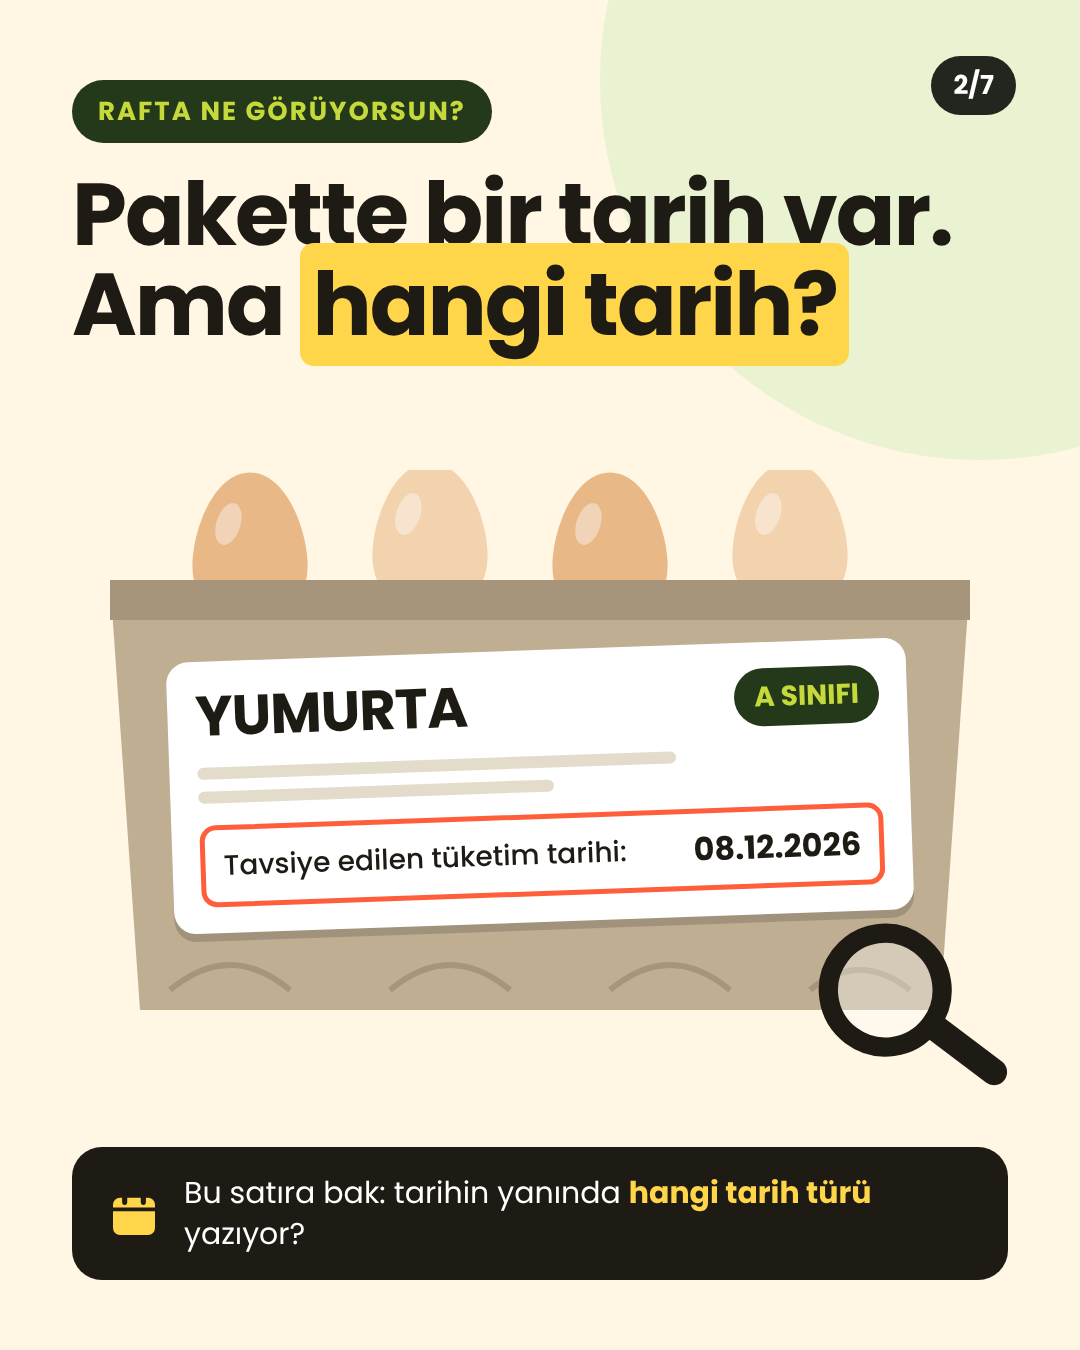 2/7
RAFTA NE GÖRÜYORSUN?
Pakette bir tarih var.
Ama hangi tarih?
YUMURTA
A SINIFI
Tavsiye edilen tüketim tarihi: 08.12.2026
Bu satıra bak: tarihin yanında hangi tarih türü
yazıyor?